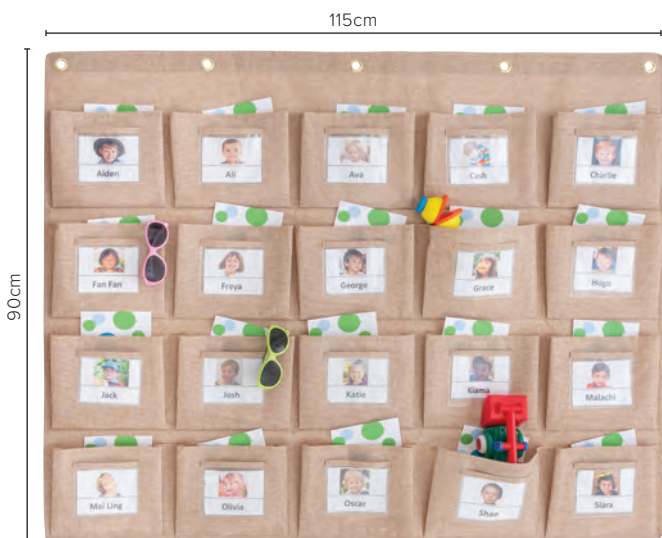 115cm
90cm
Aiden
Ali
Ava
Cash
Charlie
Fan Fan
Freya
George
Grace
Hugo
Jack
Josh
Katie
Kiama
Malachi
Mai Ling
Olivia
Oscar
Shae
Siara